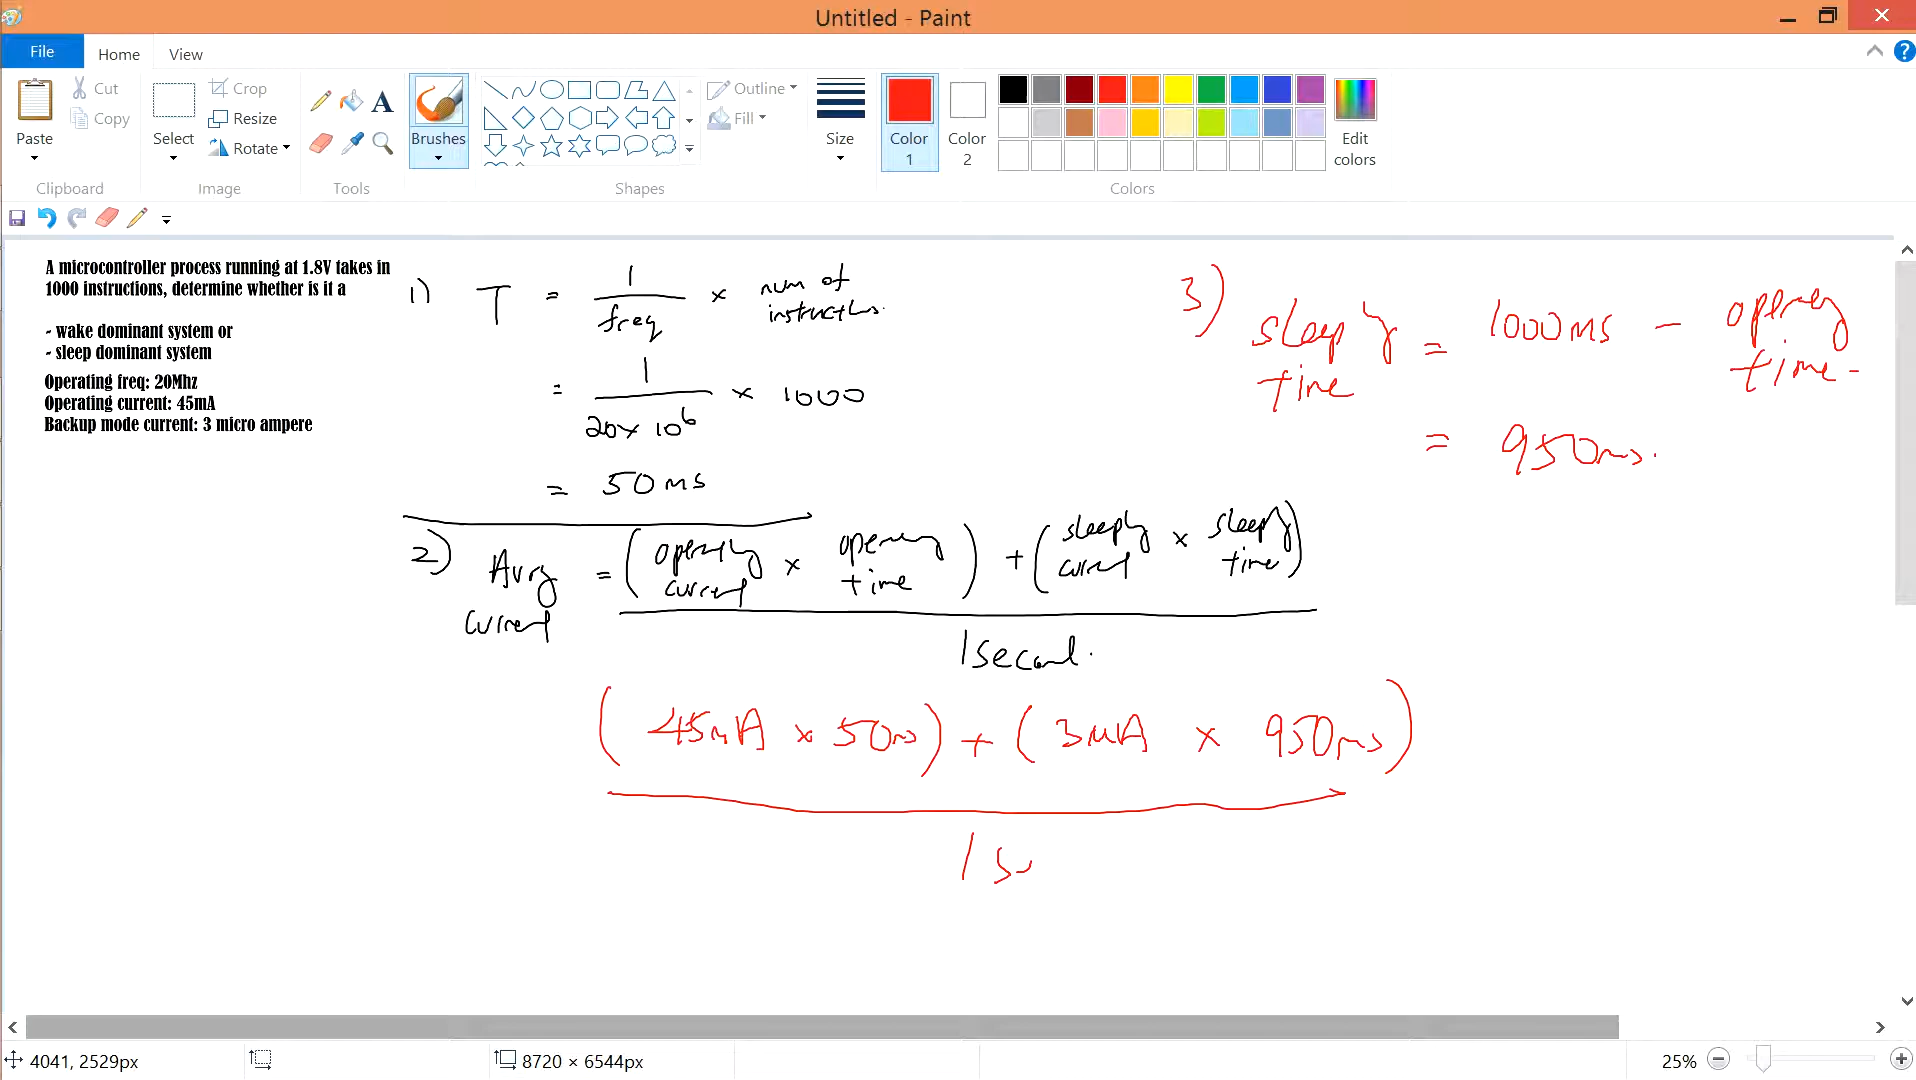 Untitled - Paint
File
Home
View
Paste
Cut
Copy
Clipboard
Select
Crop
Resize
Rotate
Image
A
Tools
Brushes
Outline
Fill
Shapes
Size
Color 1
Color 2
Colors
Edit colors
?
A microcontroller process running at 1.8V takes in
1000 instructions, determine whether is it a
- wake dominant system or
- sleep dominant system
Operating freq: 20Mhz
Operating current: 45mA
Backup mode current: 3 micro ampere
1) T = 1 / freq × num of instructions.
= 1 / 20 × 10^6 × 1000
= 50ms
2) Avrg current = (operating current × operating time) + (sleeping current × sleeping time)
1 second.
(45mA × 50ms) + (3μA × 950ms)
1 s
3) sleeping time = 1000ms - operating time.
= 950ms.
4041, 2529px
8720 × 6544px
25%